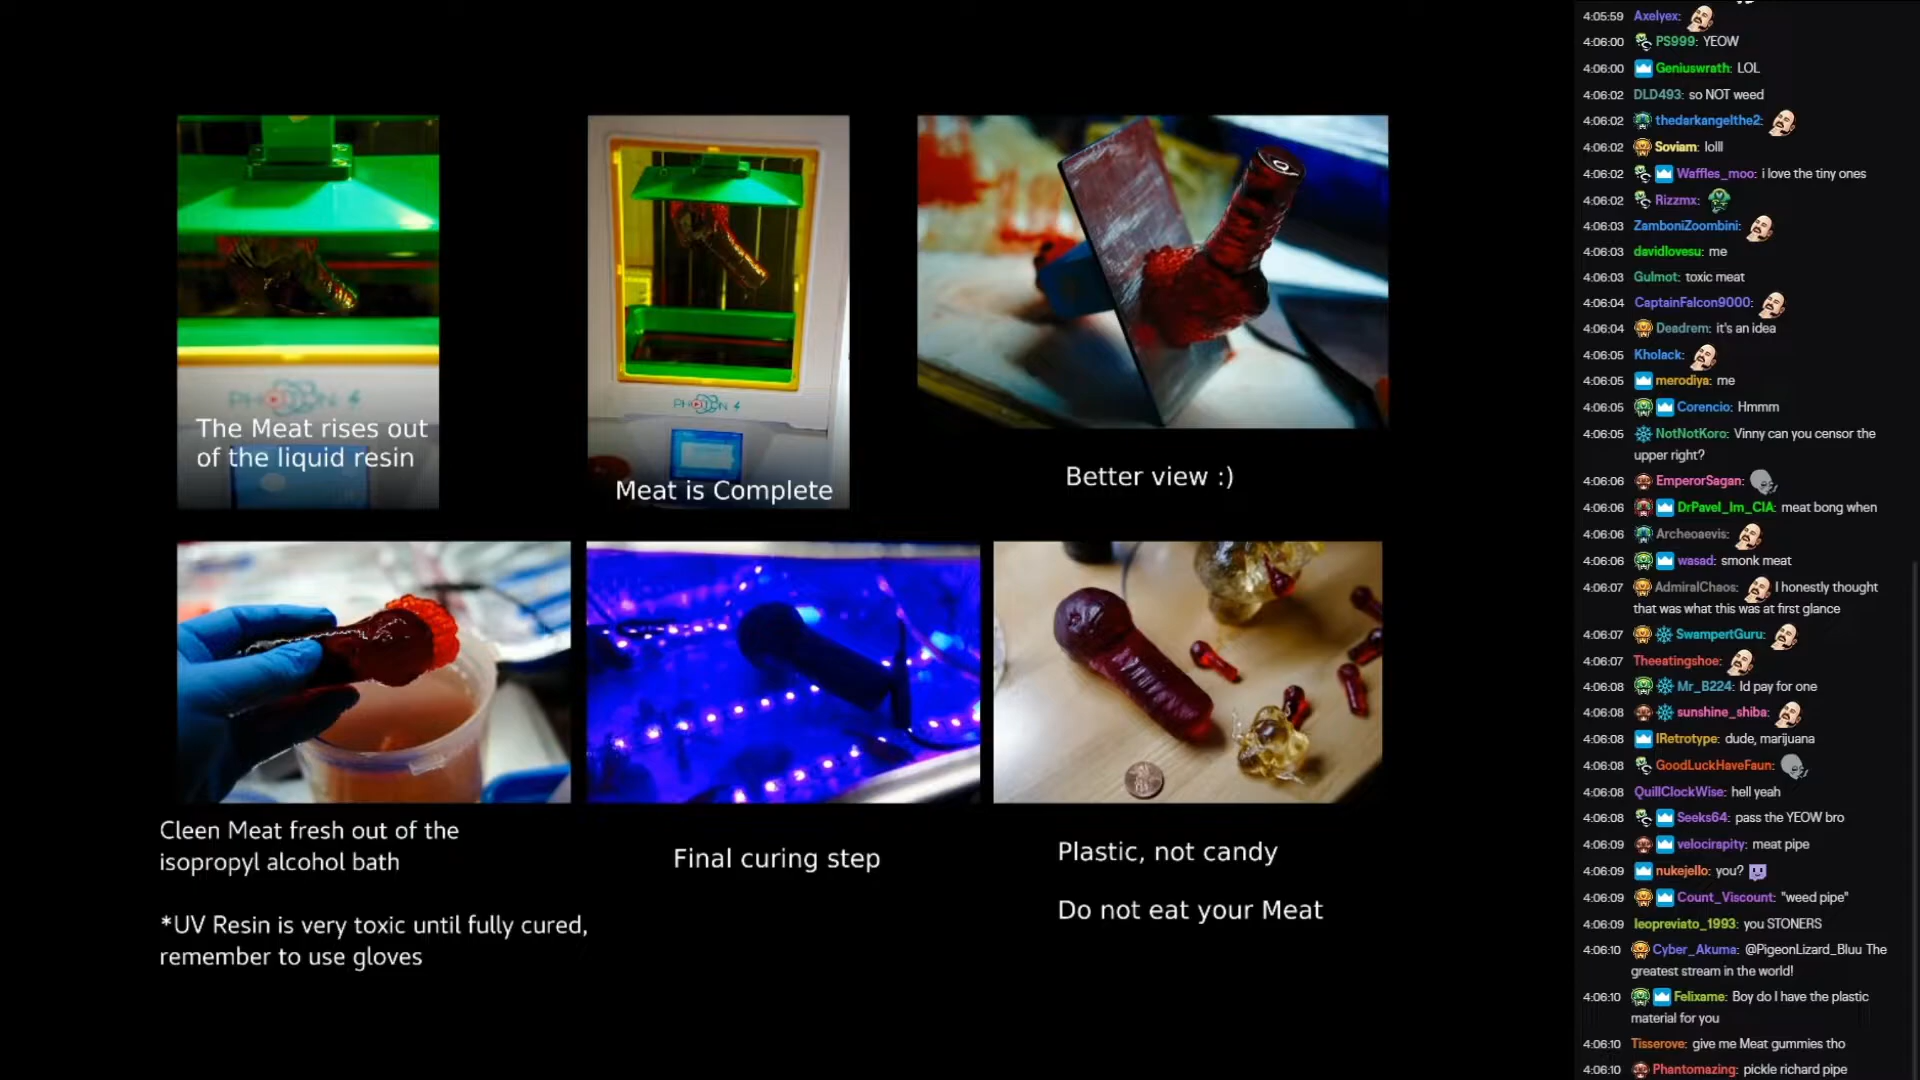 PHOTON 4
The Meat rises out
of the liquid resin
PHOTON 4
Meat is Complete
Better view :)
Cleen Meat fresh out of the
isopropyl alcohol bath
*UV Resin is very toxic until fully cured,
remember to use gloves
Final curing step
Plastic, not candy
Do not eat your Meat
4:05:59 Axelyex:
4:06:00 PS999: YEOW
4:06:00 Geniuswrath: LOL
4:06:02 DLD493: so NOT weed
4:06:02 thedarkangelthe2:
4:06:02 Soviam: lolll
4:06:02 Waffles_moo: i love the tiny ones
4:06:02 Rizzmx:
4:06:03 ZamboniZoombini:
4:06:03 davidlovesu: me
4:06:03 Gulmot: toxic meat
4:06:04 CaptainFalcon9000:
4:06:04 Deadrem: it's an idea
4:06:05 Kholack:
4:06:05 merodiya: me
4:06:05 Corencio: Hmmm
4:06:05 NotNotKoro: Vinny can you censor the
upper right?
4:06:06 EmperorSagan:
4:06:06 DrPavel_Im_CIA: meat bong when
4:06:06 Archeoaevis:
4:06:06 wasad: smonk meat
4:06:07 AdmiralChaos: I honestly thought
that was what this was at first glance
4:06:07 SwampertGuru:
4:06:07 Theeatingshoe:
4:06:08 Mr_B224: Id pay for one
4:06:08 sunshine_shiba:
4:06:08 IRetrotype: dude, marijuana
4:06:08 GoodLuckHaveFaun:
4:06:08 QuillClockWise: hell yeah
4:06:08 Seeks64: pass the YEOW bro
4:06:09 velocirapity: meat pipe
4:06:09 nukejello: you?
4:06:09 Count_Viscount: "weed pipe"
4:06:09 leopreviato_1993: you STONERS
4:06:10 Cyber_Akuma: @PigeonLizard_Bluu The
greatest stream in the world!
4:06:10 Felixame: Boy do I have the plastic
material for you
4:06:10 Tisserove: give me Meat gummies tho
4:06:10 Phantomazing: pickle richard pipe